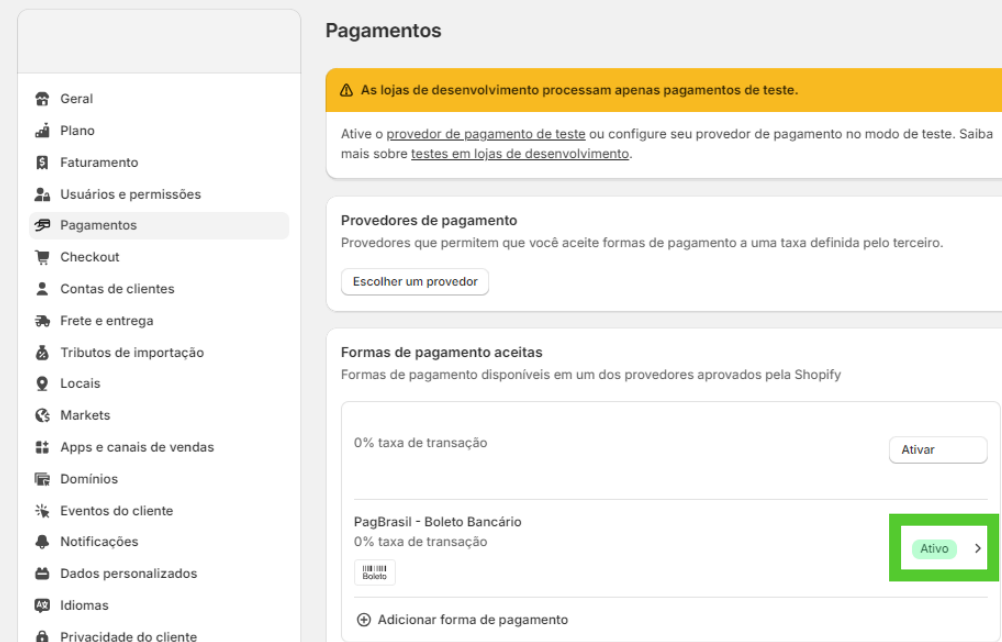 Pagamentos
Geral
Plano
Faturamento
Usuários e permissões
Pagamentos
Checkout
Contas de clientes
Frete e entrega
Tributos de importação
Locais
Markets
Apps e canais de vendas
Domínios
Eventos do cliente
Notificações
Dados personalizados
Idiomas
Privacidade do cliente
As lojas de desenvolvimento processam apenas pagamentos de teste.
Ative o provedor de pagamento de teste ou configure seu provedor de pagamento no modo de teste. Saiba
mais sobre testes em lojas de desenvolvimento.
Provedores de pagamento
Provedores que permitem que você aceite formas de pagamento a uma taxa definida pelo terceiro.
Escolher um provedor
Formas de pagamento aceitas
Formas de pagamento disponíveis em um dos provedores aprovados pela Shopify
0% taxa de transação
Ativar
PagBrasil - Boleto Bancário
0% taxa de transação
Boleto
Ativo
Adicionar forma de pagamento